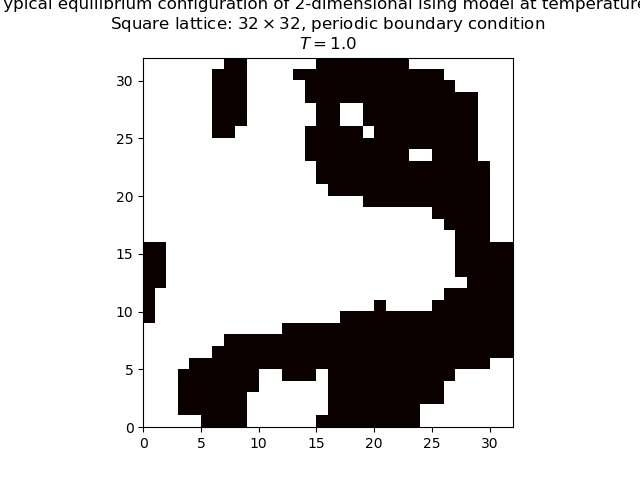 ypical equilibrium configuration of 2-dimensional Ising model at temperature
Square lattice: 32 × 32, periodic boundary condition
T = 1.0
30
25
20
15
10
5
0
0 5 10 15 20 25 30